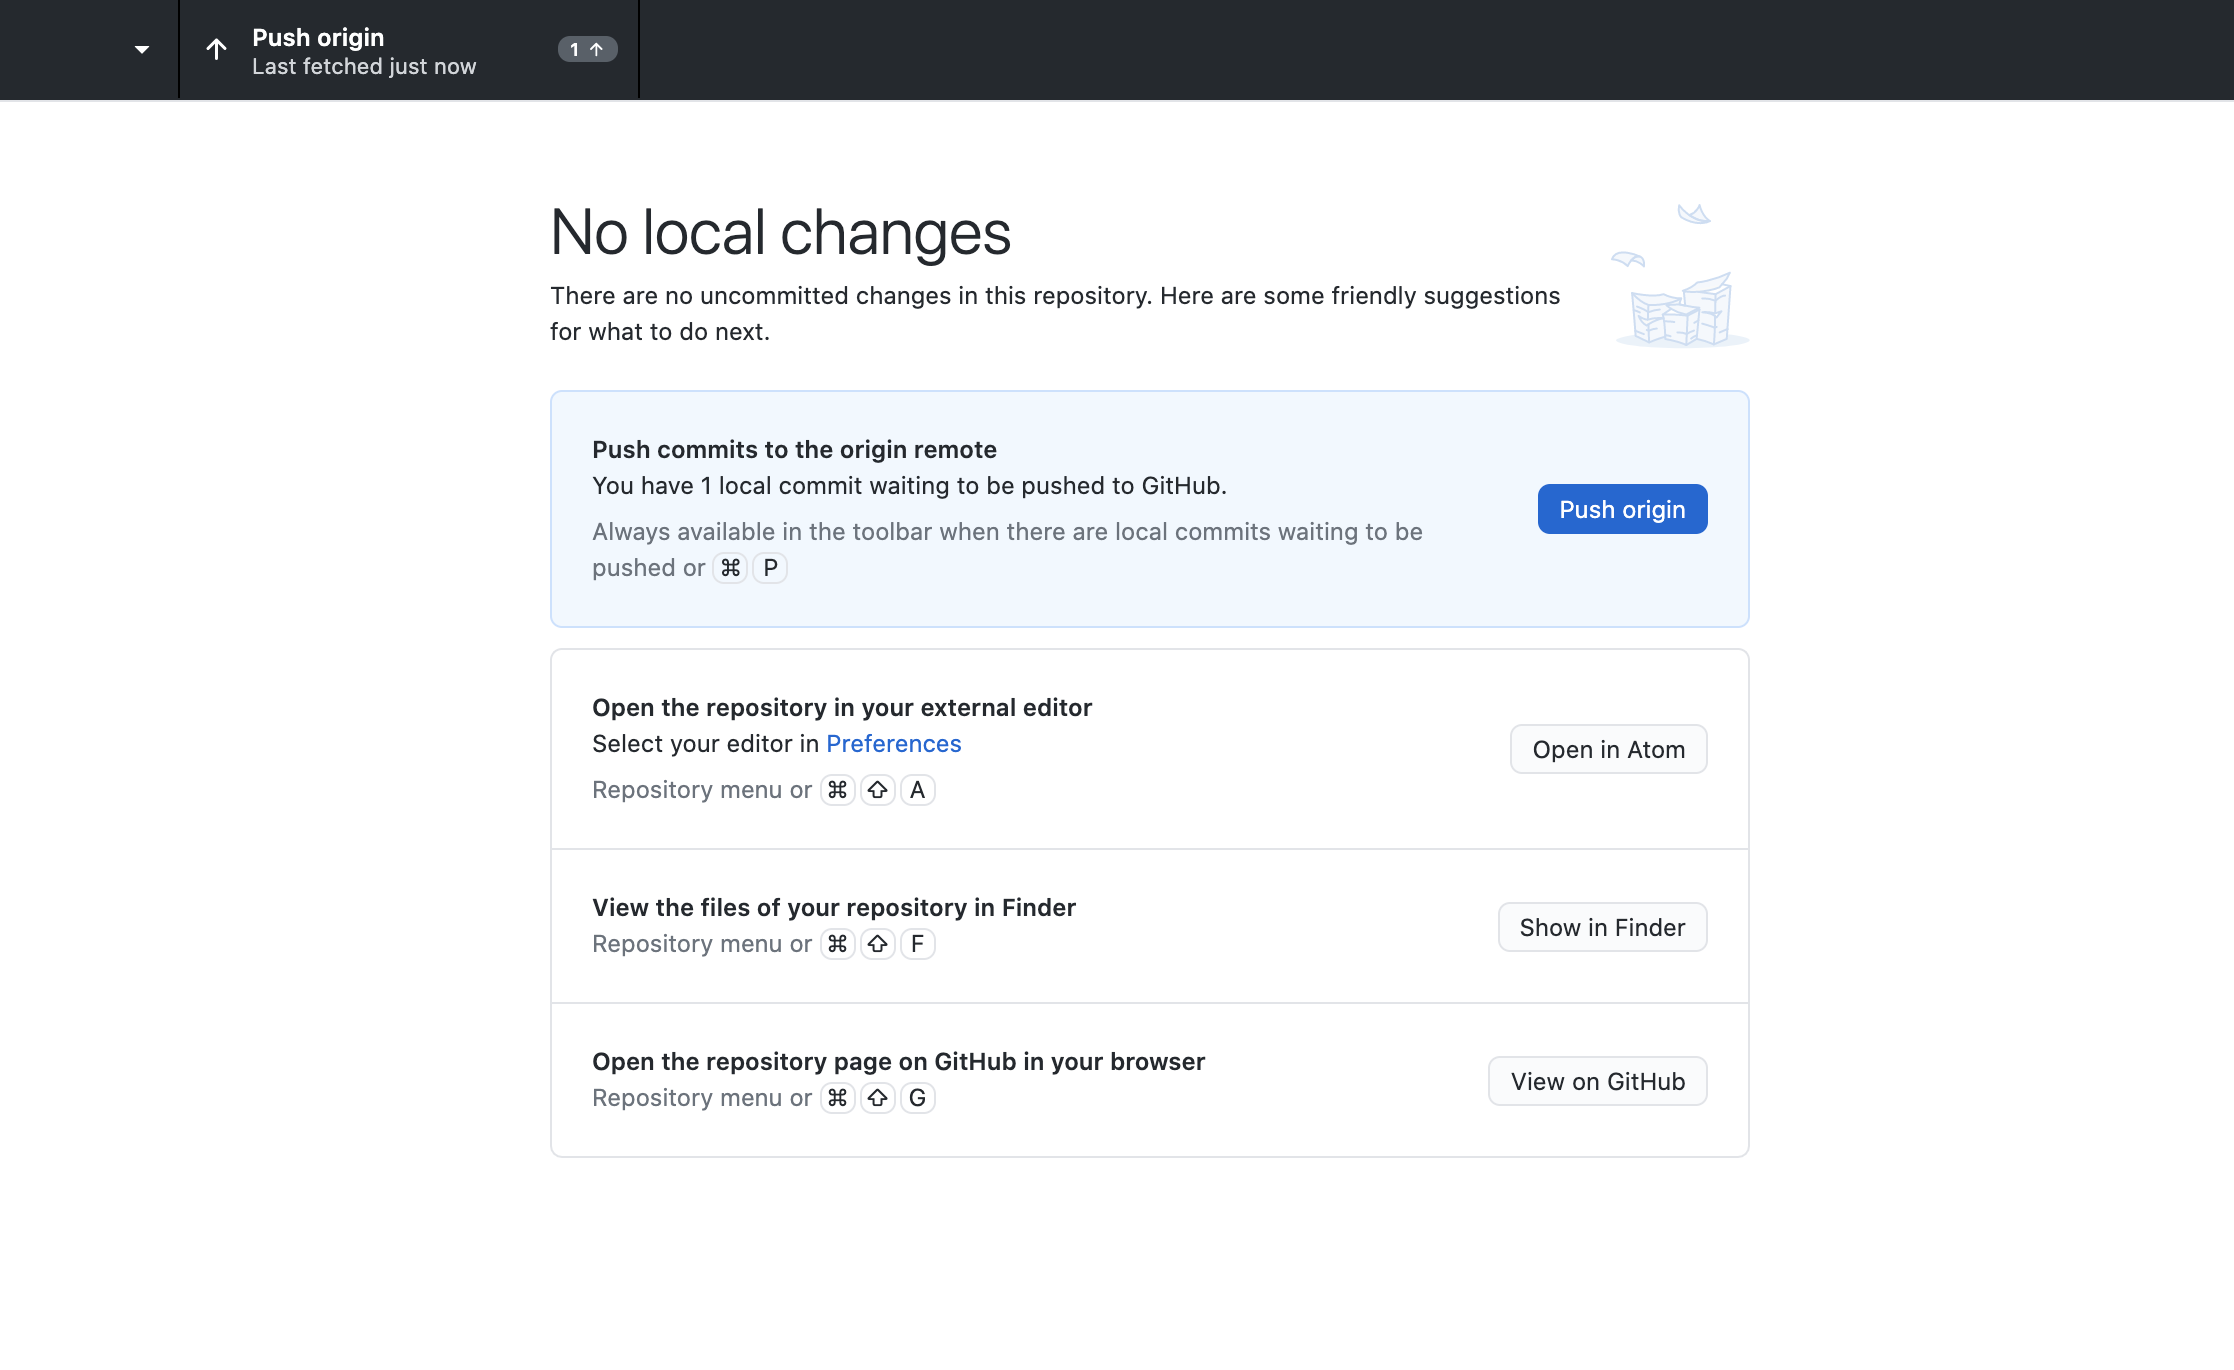 Push origin
Last fetched just now
1 ↑
No local changes
There are no uncommitted changes in this repository. Here are some friendly suggestions
for what to do next.
Push commits to the origin remote
You have 1 local commit waiting to be pushed to GitHub.
Always available in the toolbar when there are local commits waiting to be
pushed or ⌘ P
Push origin
Open the repository in your external editor
Select your editor in Preferences
Repository menu or ⌘ ⇧ A
Open in Atom
View the files of your repository in Finder
Repository menu or ⌘ ⇧ F
Show in Finder
Open the repository page on GitHub in your browser
Repository menu or ⌘ ⇧ G
View on GitHub